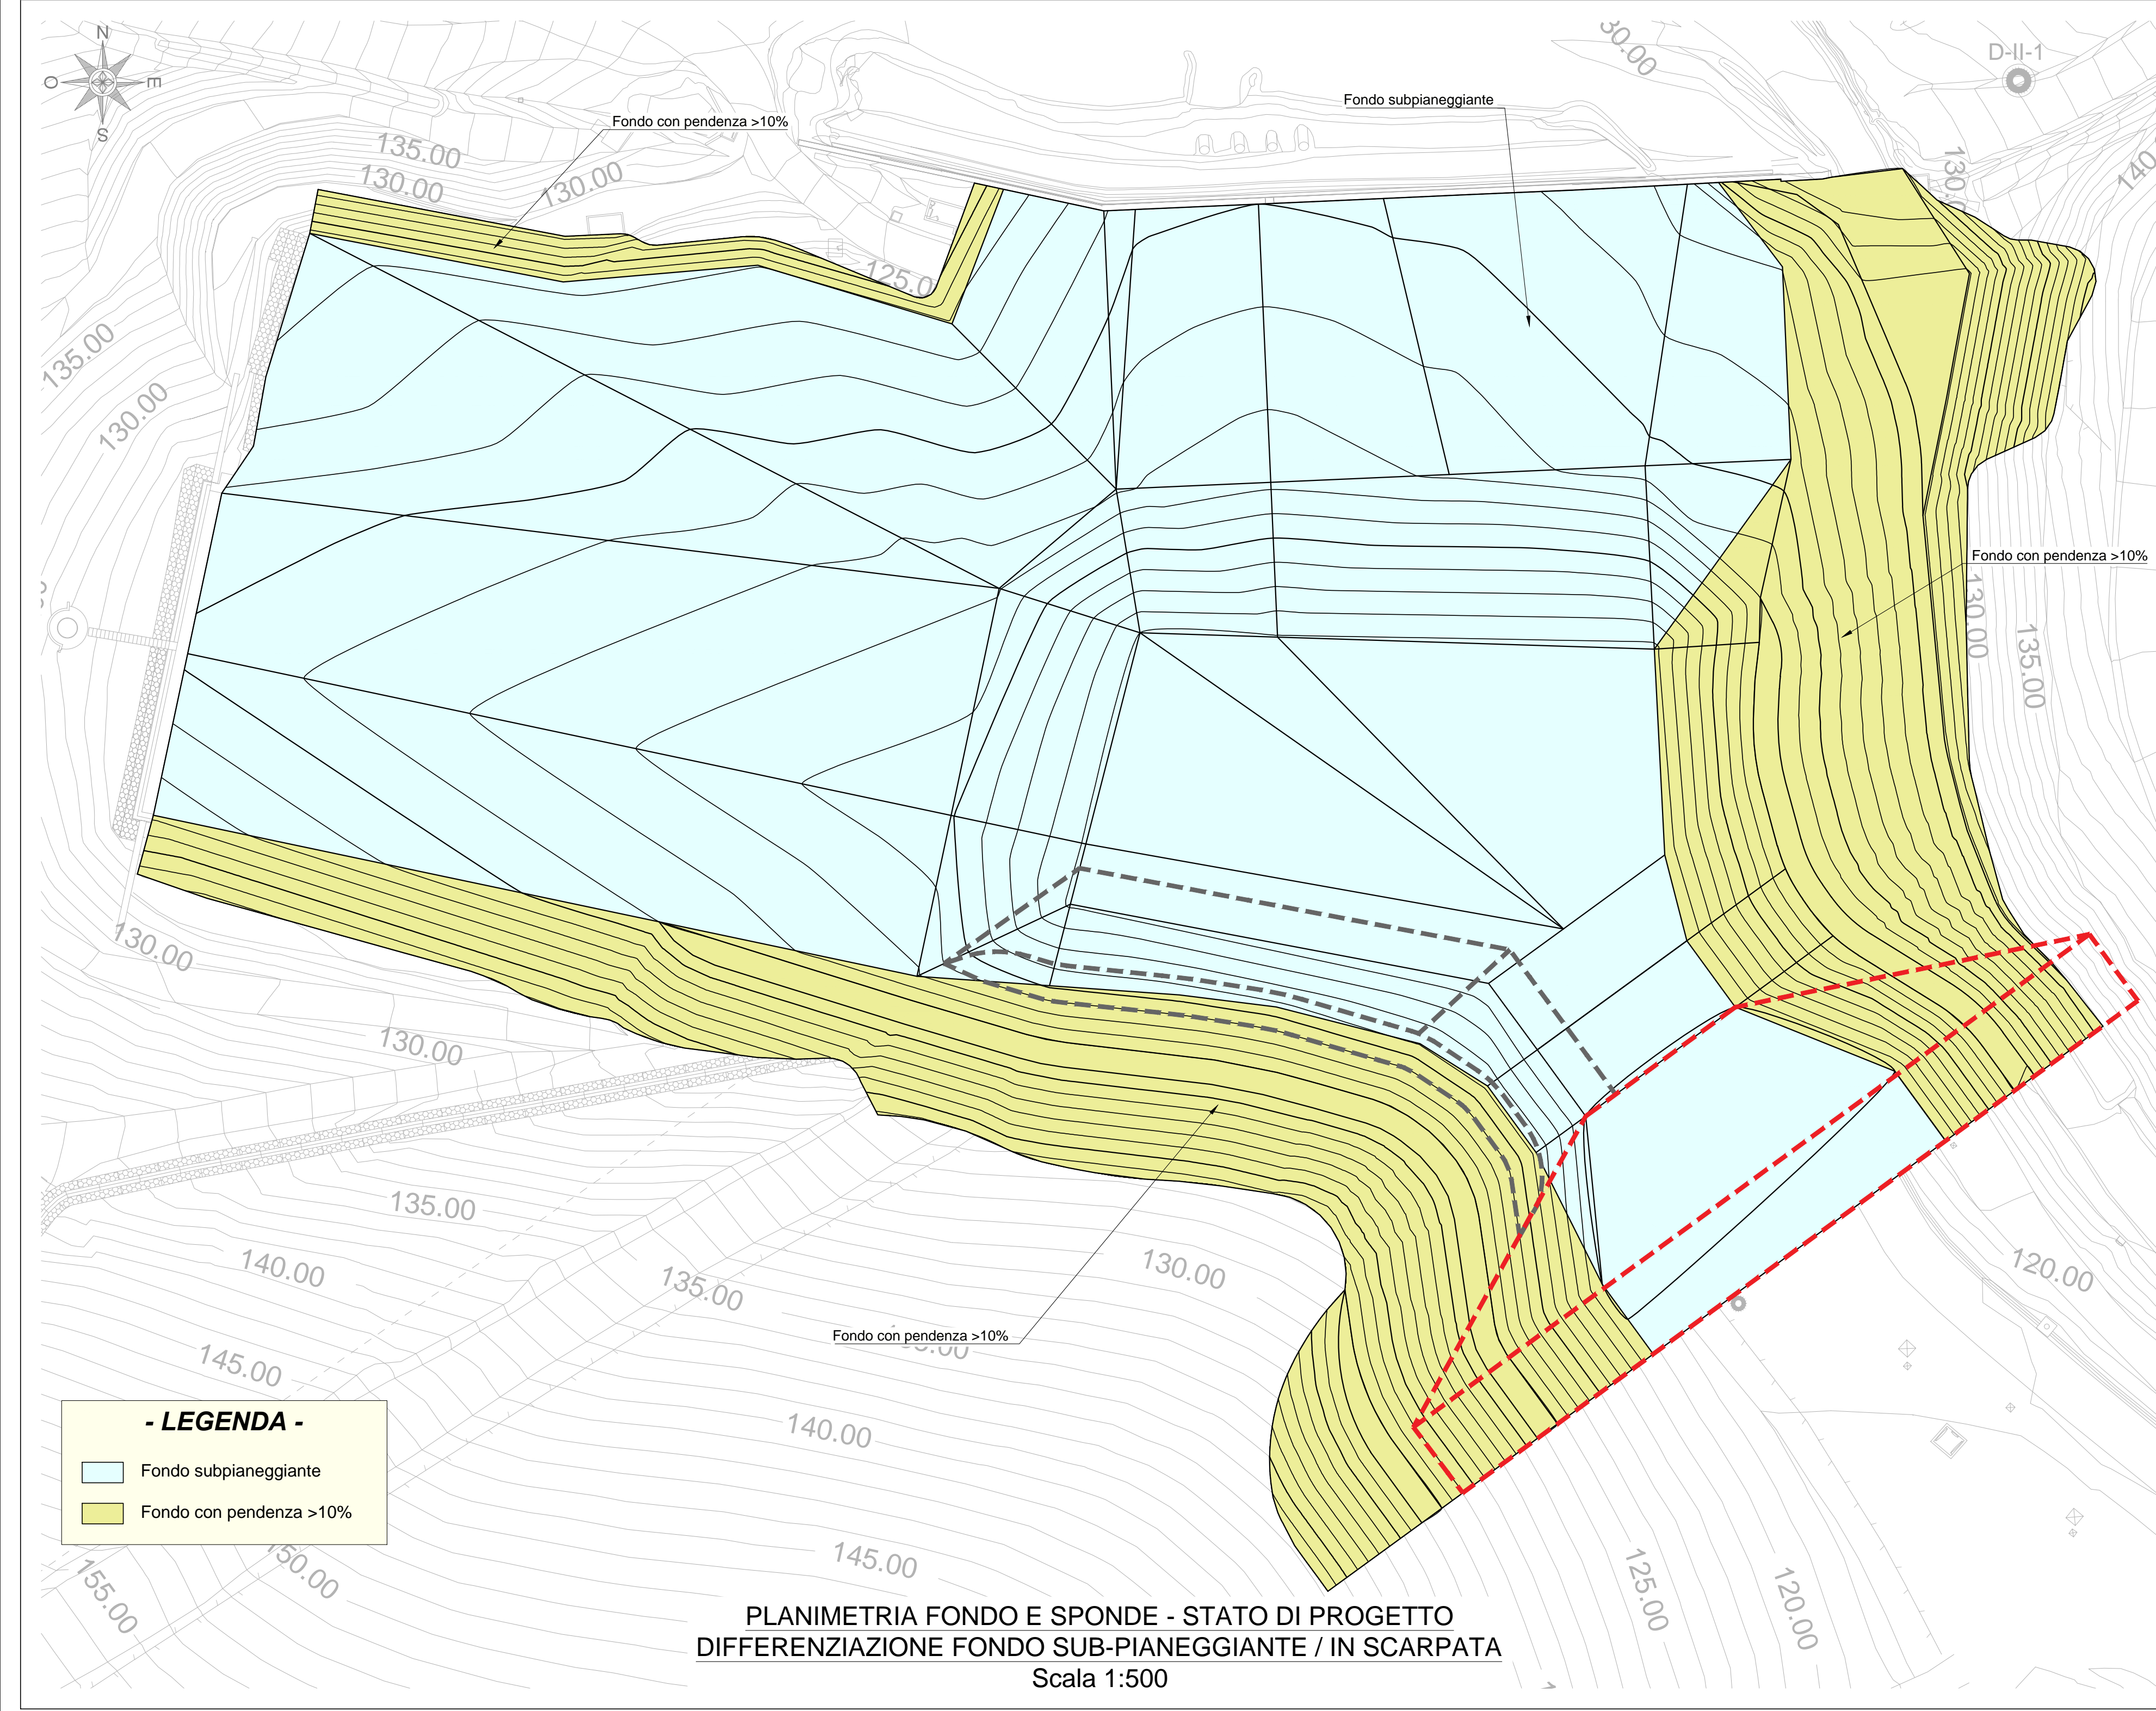 N
O
E
S
135.00
130.00
130.00
Fondo con pendenza >10%
Fondo subpianeggiante
30.00
D-II-1
130.0
140
125.0
135.00
130.00
Fondo con pendenza >10%
130.00
135.00
130.00
130.00
135.00
140.00
135.00
130.00
Fondo con pendenza >10%
120.00
145.00
140.00
145.00
150.00
155.00
125.00
120.00
- LEGENDA -
Fondo subpianeggiante
Fondo con pendenza >10%
PLANIMETRIA FONDO E SPONDE - STATO DI PROGETTO
DIFFERENZIAZIONE FONDO SUB-PIANEGGIANTE / IN SCARPATA
Scala 1:500